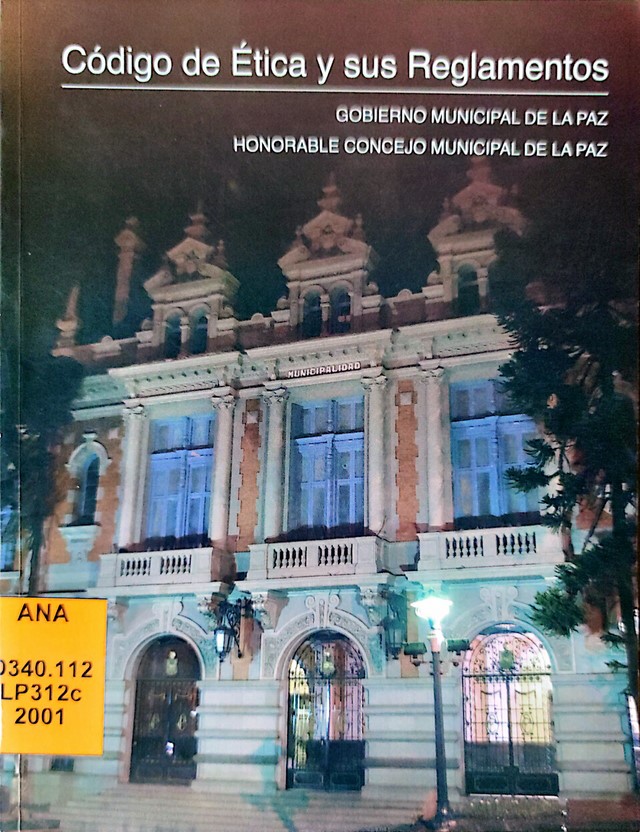 Código de Ética y sus Reglamentos
GOBIERNO MUNICIPAL DE LA PAZ
HONORABLE CONCEJO MUNICIPAL DE LA PAZ
MUNICIPALIDAD
ANA
0340.112
LP312c
2001